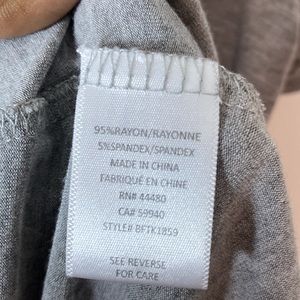 95%RAYON/RAYONNE
5%SPANDEX/SPANDEX
MADE IN CHINA
FABRIQUÉ EN CHINE
RN# 44480
CA# 59940
STYLE# BFTK1859
SEE REVERSE
FOR CARE